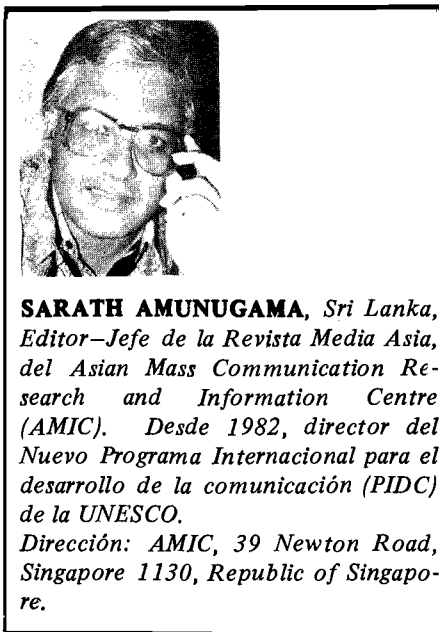 SARATH AMUNUGAMA, Sri Lanka,
Editor–Jefe de la Revista Media Asia,
del Asian Mass Communication Re-
search and Information Centre
(AMIC). Desde 1982, director del
Nuevo Programa Internacional para el
desarrollo de la comunicación (PIDC)
de la UNESCO.
Dirección: AMIC, 39 Newton Road,
Singapore 1130, Republic of Singapo-
re.